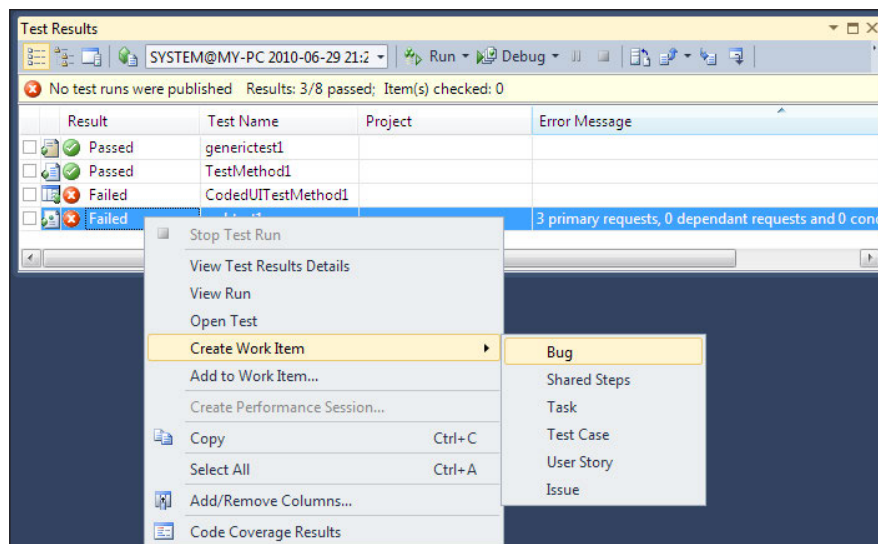 Test Results
SYSTEM@MY-PC 2010-06-29 21:2 Run Debug
No test runs were published Results: 3/8 passed; Item(s) checked: 0
Result Test Name Project Error Message
Passed generictest1
Passed TestMethod1
Failed CodedUITestMethod1
Failed 3 primary requests, 0 dependant requests and 0 con
Stop Test Run
View Test Results Details
View Run
Open Test
Create Work Item
Bug
Add to Work Item...
Shared Steps
Create Performance Session...
Task
Copy Ctrl+C
Test Case
Select All Ctrl+A
User Story
Add/Remove Columns...
Issue
Code Coverage Results